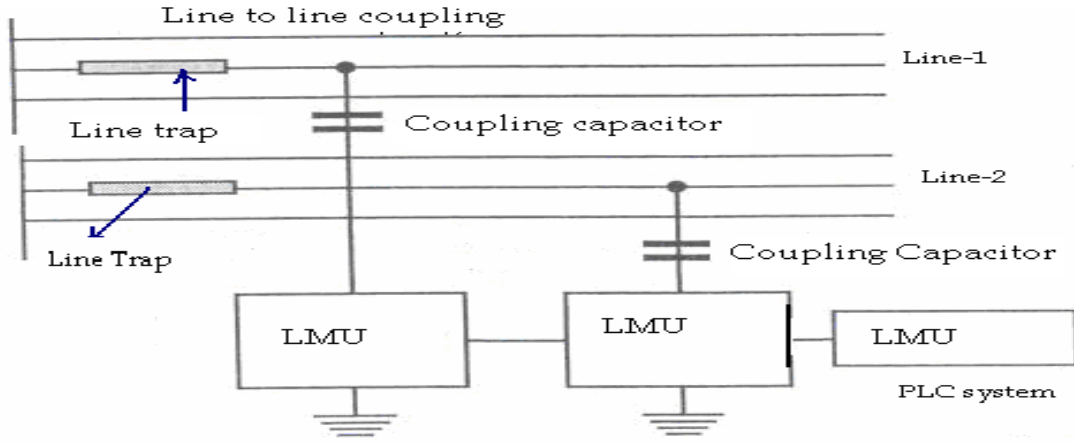 Line to line coupling
Line-1
Line trap
Coupling capacitor
Line-2
Line Trap
Coupling Capacitor
LMU
LMU
LMU
PLC system